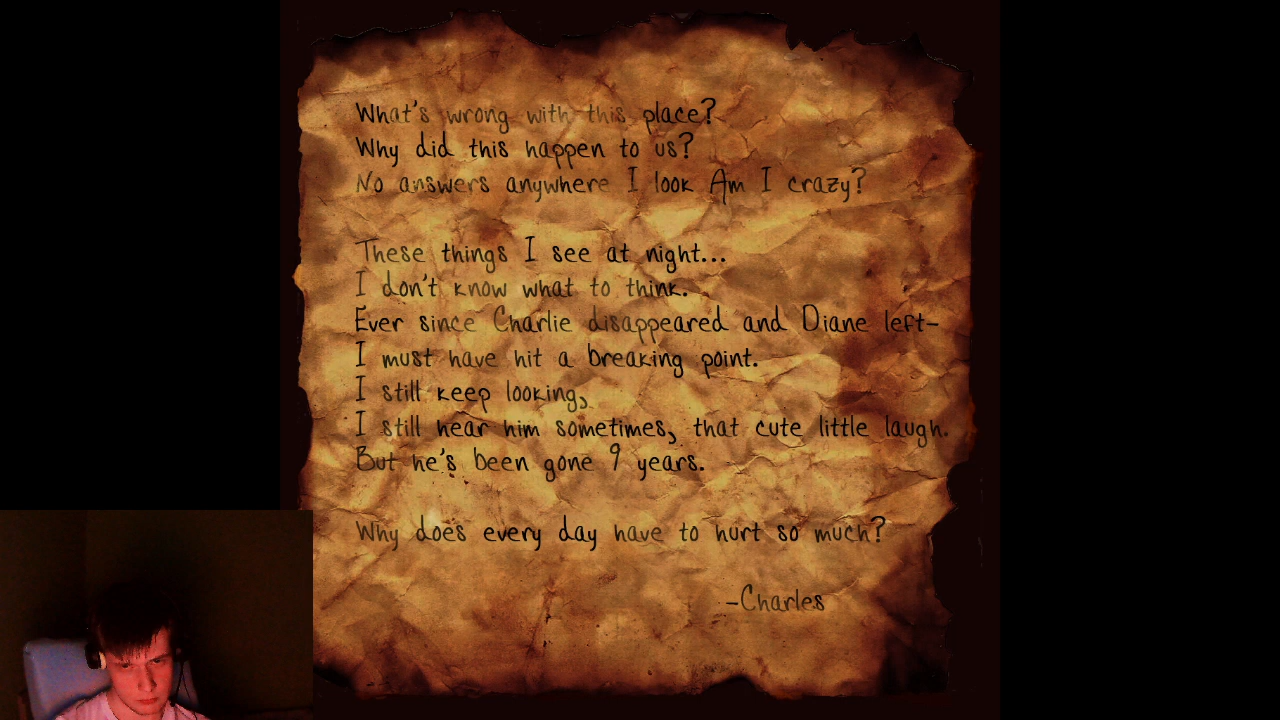 What's wrong with this place?
Why did this happen to us?
No answers anywhere I look Am I crazy?
These things I see at night...
I don't know what to think.
Ever since Charlie disappeared and Diane left-
I must have hit a breaking point.
I still keep looking,
I still hear him sometimes, that cute little laugh.
But he's been gone 9 years.
Why does every day have to hurt so much?
-Charles